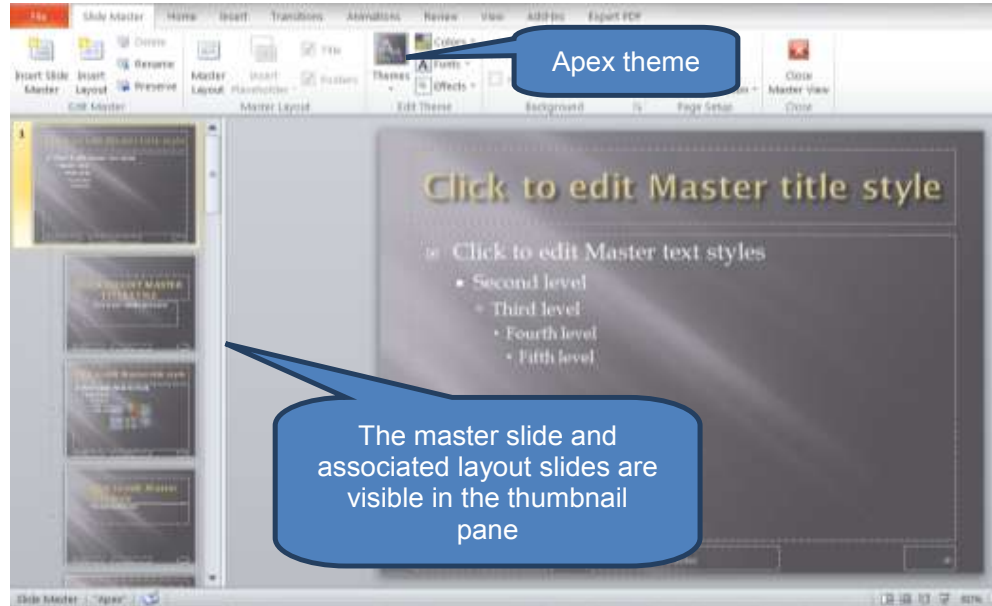 File Slide Master Home Insert Transitions Animations Review View Add-Ins Expert PDF
Delete
Rename
Preserve
Insert Slide Master
Insert Layout
Edit Master
Master Layout
Insert Placeholder
Title
Footers
Master Layout
Themes
Colors
Fonts
Effects
Edit Theme
Background
Page Setup
Close Master View
Close
Apex theme
1
Click to edit Master title style
Click to edit Master text styles
Second level
Third level
Fourth level
Fifth level
The master slide and
associated layout slides are
visible in the thumbnail
pane
Slide Master "Apex" 60%